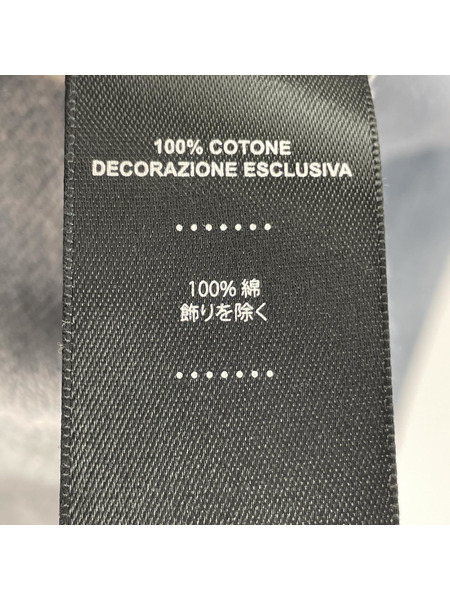 100% COTONE
DECORAZIONE ESCLUSIVA
100% 綿
飾りを除く